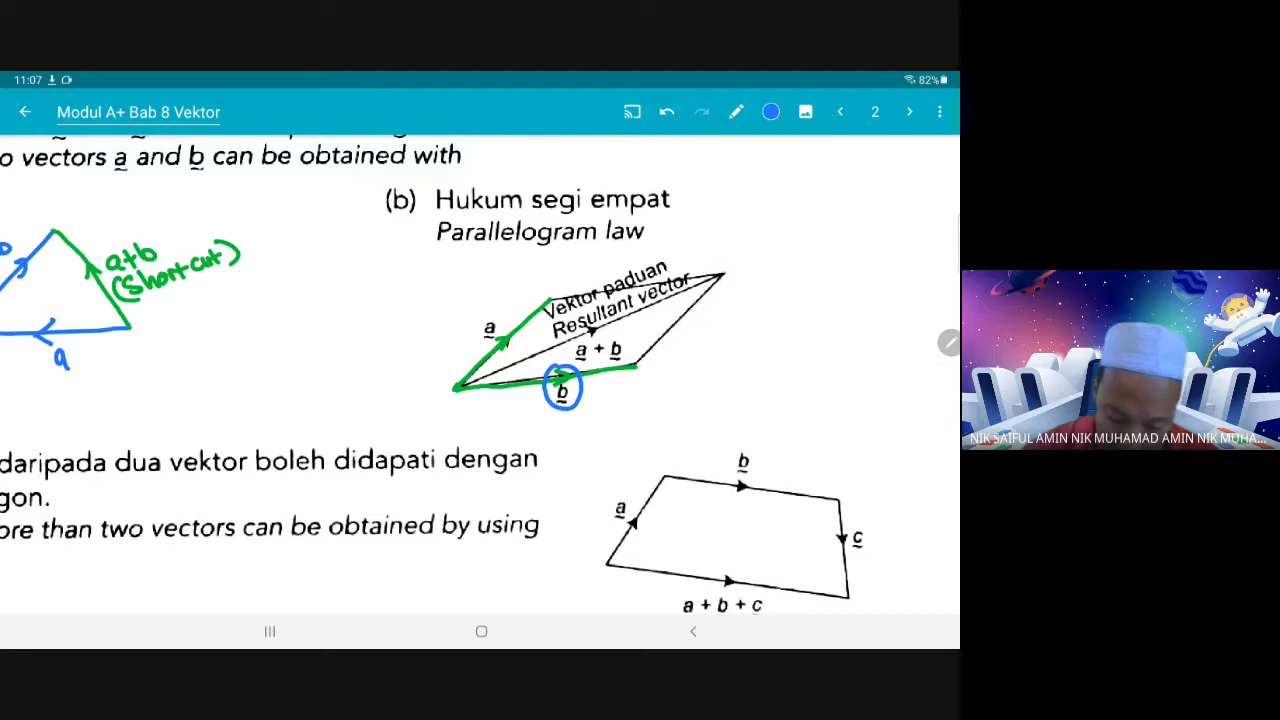 11:07
82%
Modul A+ Bab 8 Vektor
2
o vectors a and b can be obtained with
(b) Hukum segi empat
Parallelogram law
b
a+b
(Shortcut)
a
Vektor paduan
Resultant vector
a
a + b
b
daripada dua vektor boleh didapati dengan
gon.
ore than two vectors can be obtained by using
b
a
c
a + b + c
NIK SAIFUL AMIN NIK MUHAMAD AMIN NIK MUHA...